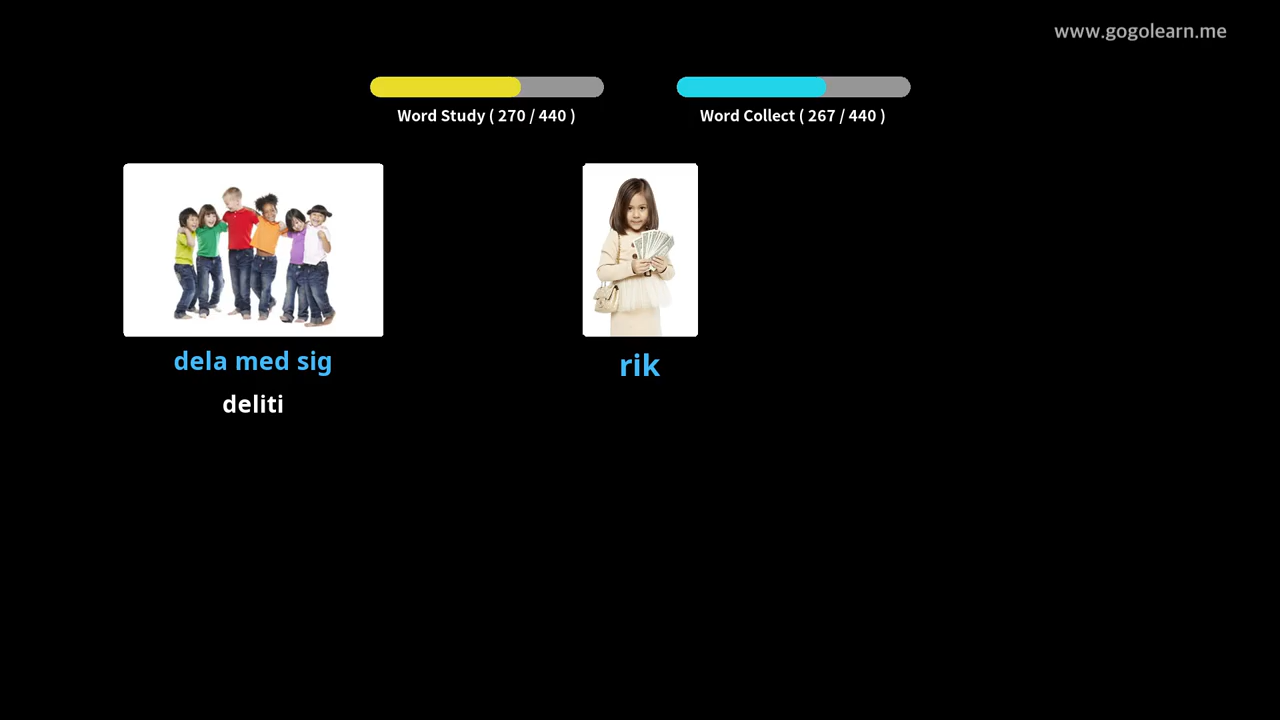 www.gogolearn.me
Word Study ( 270 / 440 )
Word Collect ( 267 / 440 )
dela med sig
deliti
rik